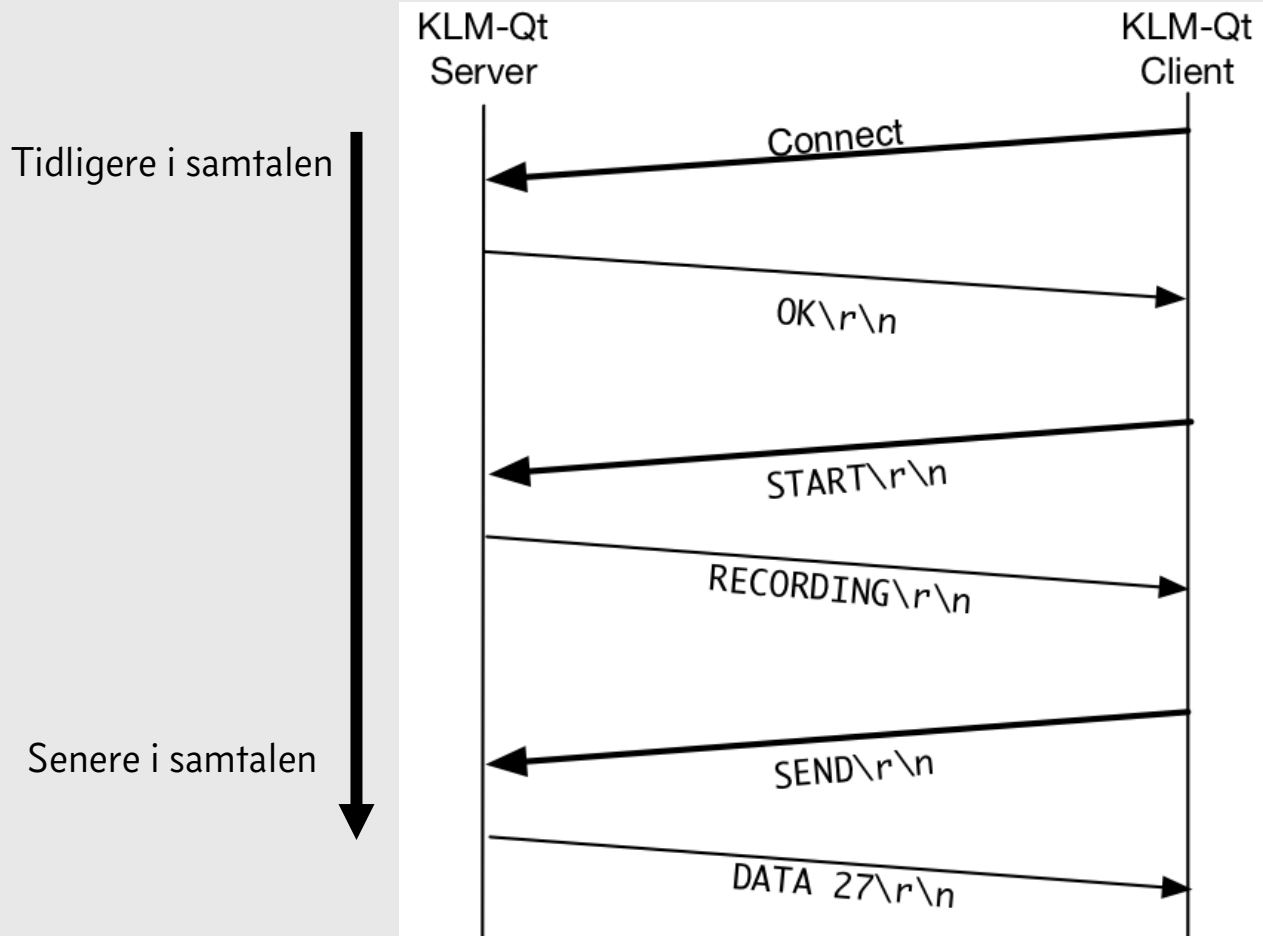 KLM-Qt
Server
KLM-Qt
Client
Tidligere i samtalen
Connect
OK\r\n
START\r\n
RECORDING\r\n
Senere i samtalen
SEND\r\n
DATA 27\r\n